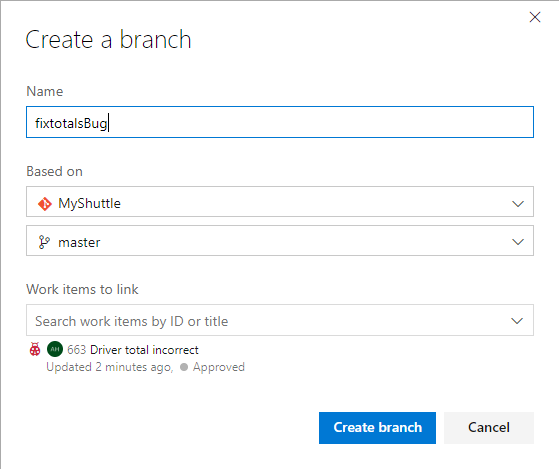 Create a branch
Name
fixtotalsBug
Based on
MyShuttle
master
Work items to link
Search work items by ID or title
AH 663 Driver total incorrect
Updated 2 minutes ago, Approved
Create branch Cancel